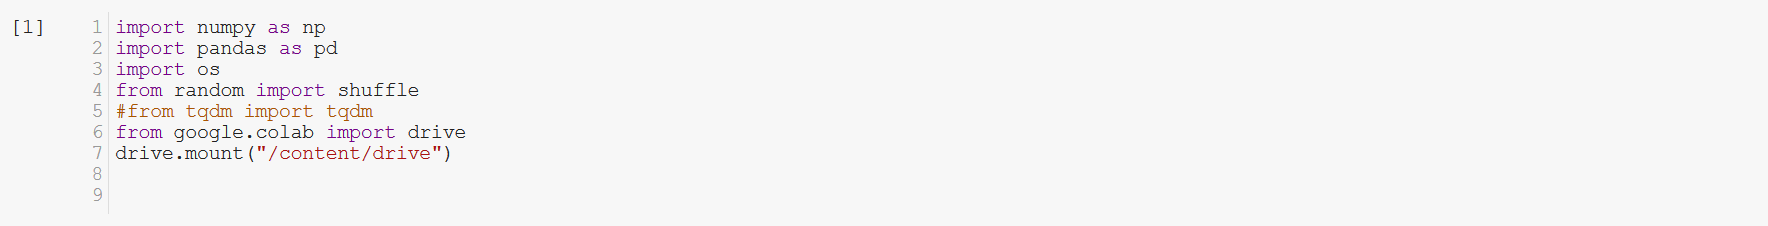 [1] 1 import numpy as np
2 import pandas as pd
3 import os
4 from random import shuffle
5 #from tqdm import tqdm
6 from google.colab import drive
7 drive.mount("/content/drive")
8
9